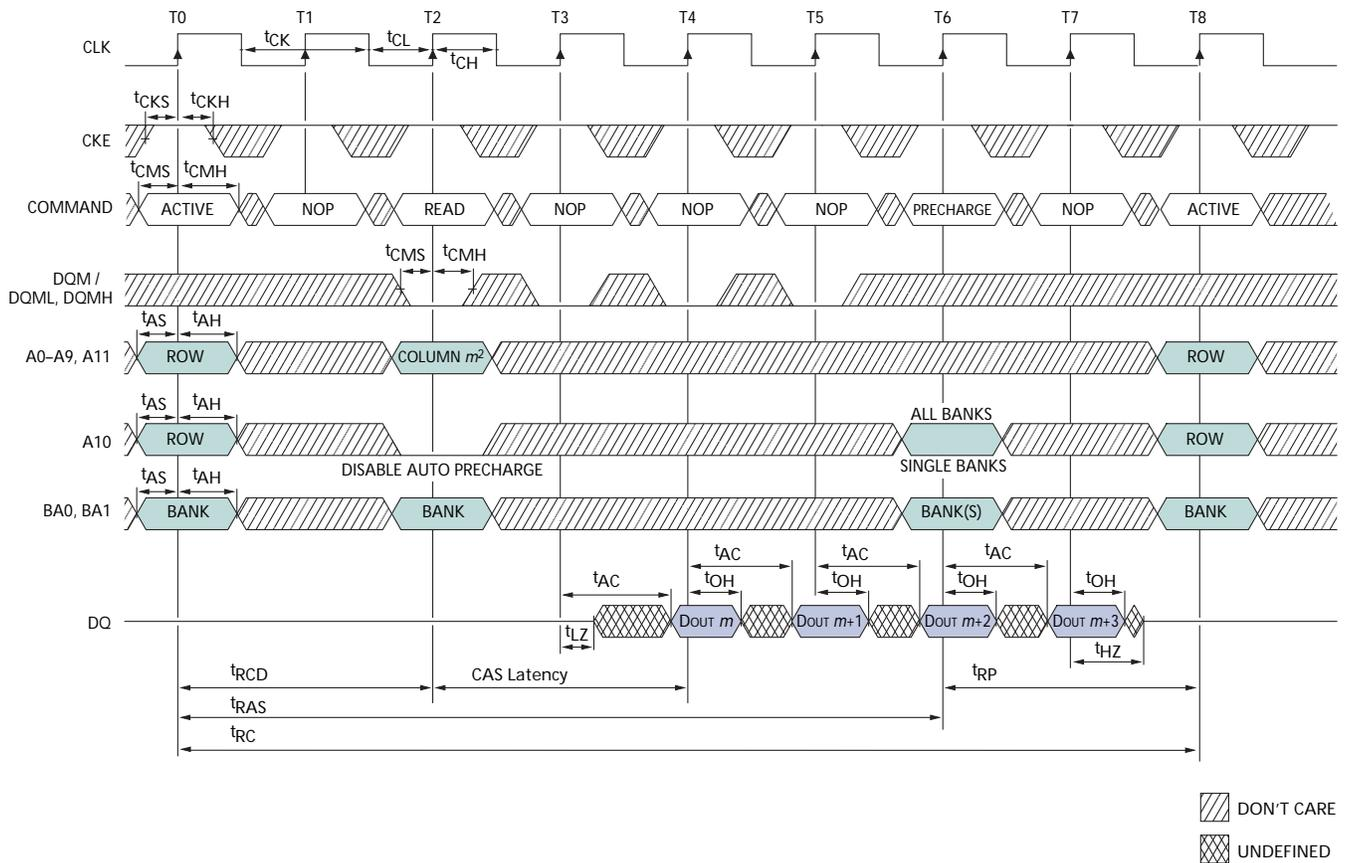 T0 T1 T2 T3 T4 T5 T6 T7 T8
CLK tCK tCL tCH
tCKS tCKH
CKE
tCMS tCMH
COMMAND ACTIVE NOP READ NOP NOP NOP PRECHARGE NOP ACTIVE
tCMS tCMH
DQM /
DQML, DQMH
tAS tAH
A0–A9, A11 ROW COLUMN m2 ROW
tAS tAH ALL BANKS
A10 ROW ROW
DISABLE AUTO PRECHARGE SINGLE BANKS
tAS tAH
BA0, BA1 BANK BANK BANK(S) BANK
tAC tAC tAC
tAC tOH tOH tOH tOH
DQ DOUT m DOUT m+1 DOUT m+2 DOUT m+3
tLZ tHZ
tRCD CAS Latency tRP
tRAS
tRC
DON'T CARE
UNDEFINED